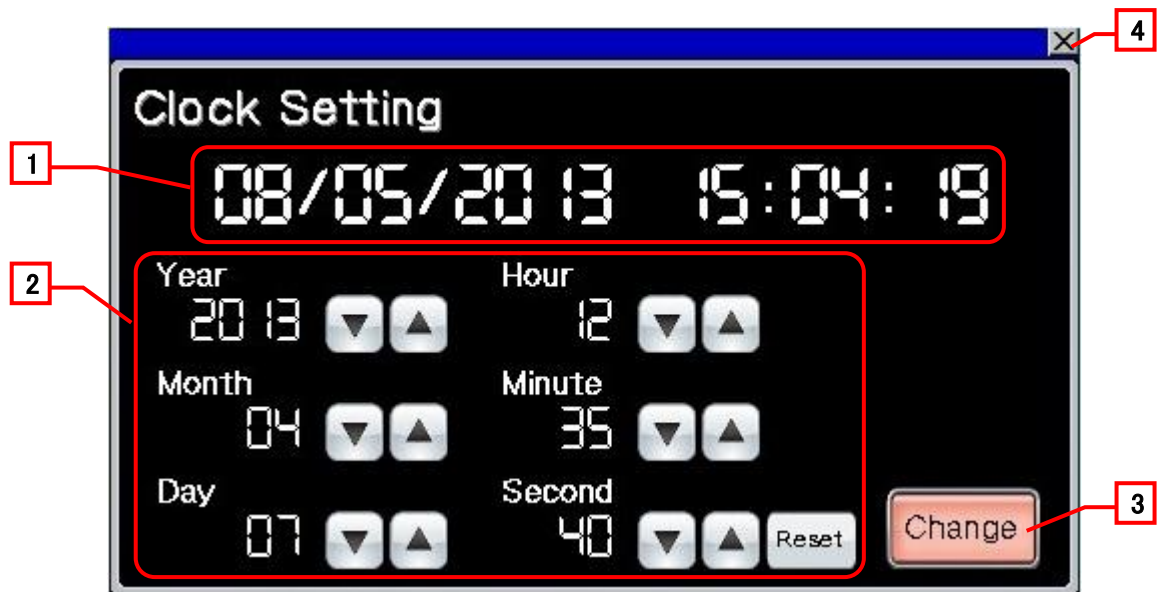 4
Clock Setting
1
08/05/2013 15:04:19
2
Year Hour
2013 ▼ ▲ 12 ▼ ▲
Month Minute
04 ▼ ▲ 35 ▼ ▲
Day Second
07 ▼ ▲ 40 ▼ ▲ Reset
Change
3